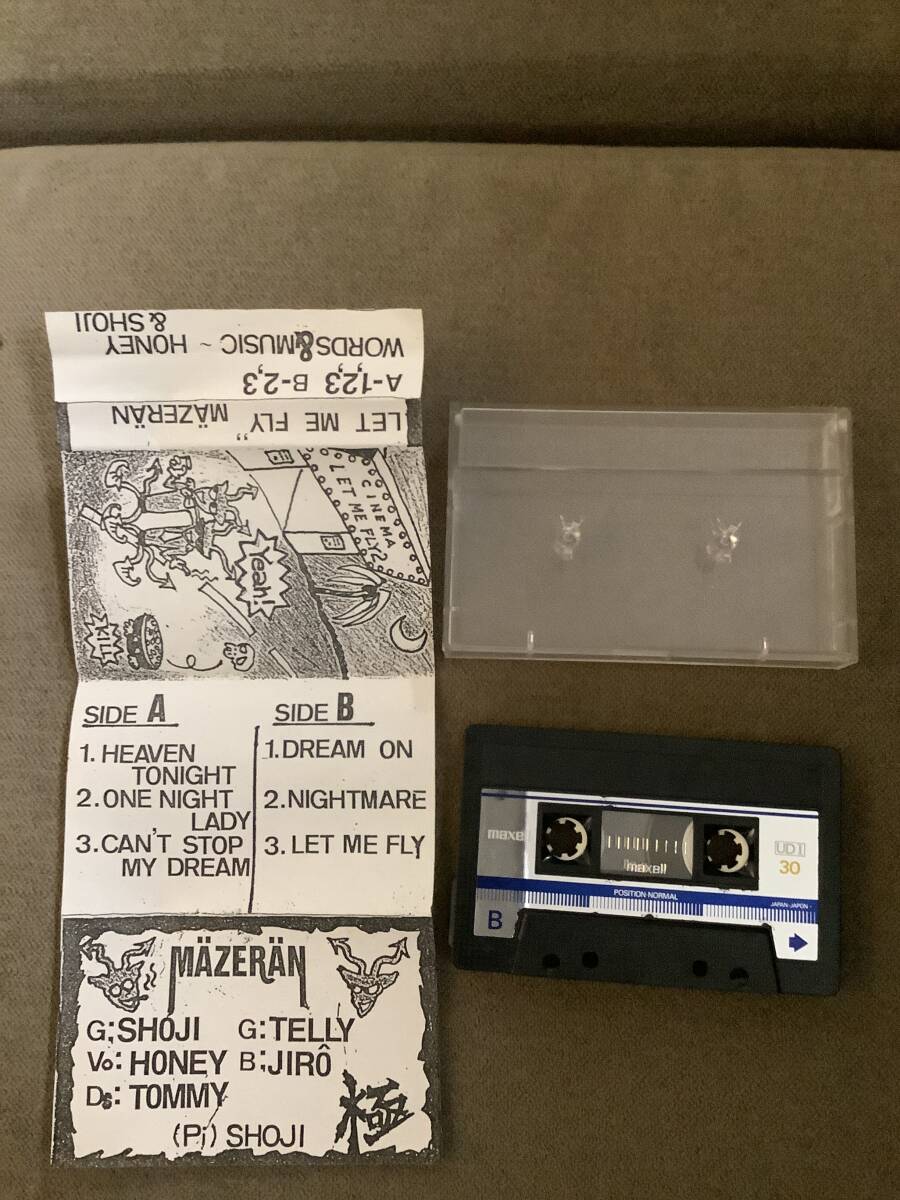 WORDS&MUSIC ~ HONEY
& SHOJI
A-1,2,3 B-2,3
LET ME FLY" MÄZERÄN
CINEMA
LET ME FLY2
Yeah!
KILL
SIDE A
1. HEAVEN
TONIGHT
2. ONE NIGHT
LADY
3. CAN'T STOP
MY DREAM
SIDE B
1. DREAM ON
2. NIGHTMARE
3. LET ME FLY
MÄZERÄN
G;SHOJI G:TELLY
Vo: HONEY B;JIRÔ
Ds: TOMMY
(Pi) SHOJI
極
maxell
maxell
UD I
30
POSITION·NORMAL
JAPAN·JAPON·
B